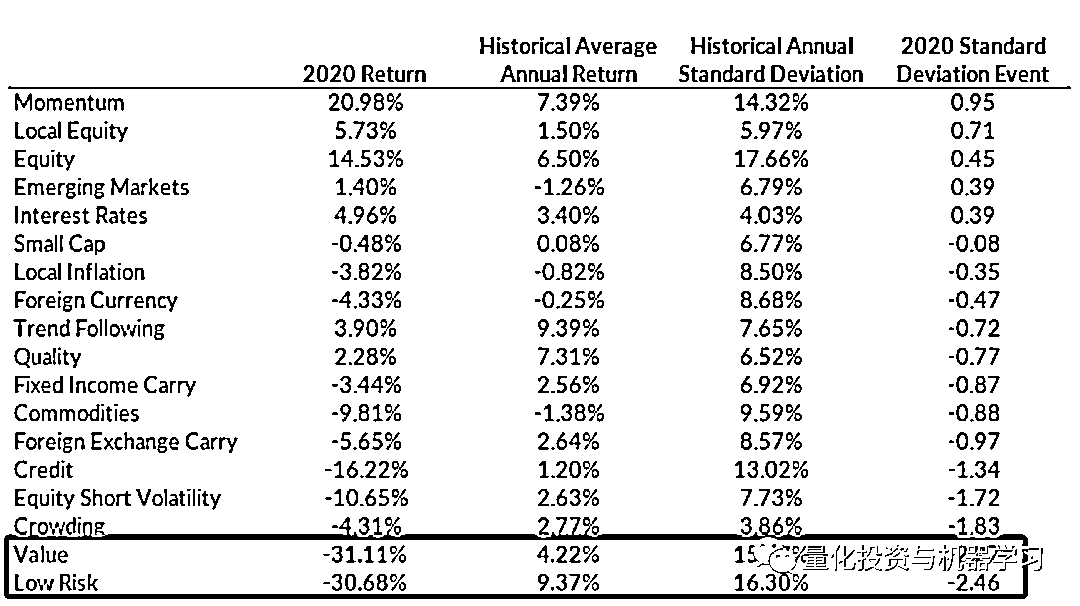 2020 Return Historical Average Annual Return Historical Annual Standard Deviation 2020 Standard Deviation Event
Momentum 20.98% 7.39% 14.32% 0.95
Local Equity 5.73% 1.50% 5.97% 0.71
Equity 14.53% 6.50% 17.66% 0.45
Emerging Markets 1.40% -1.26% 6.79% 0.39
Interest Rates 4.96% 3.40% 4.03% 0.39
Small Cap -0.48% 0.08% 6.77% -0.08
Local Inflation -3.82% -0.82% 8.50% -0.35
Foreign Currency -4.33% -0.25% 8.68% -0.47
Trend Following 3.90% 9.39% 7.65% -0.72
Quality 2.28% 7.31% 6.52% -0.77
Fixed Income Carry -3.44% 2.56% 6.92% -0.87
Commodities -9.81% -1.38% 9.59% -0.88
Foreign Exchange Carry -5.65% 2.64% 8.57% -0.97
Credit -16.22% 1.20% 13.02% -1.34
Equity Short Volatility -10.65% 2.63% 7.73% -1.72
Crowding -4.31% 2.77% 3.86% -1.83
Value -31.11% 4.22%
量化投资与机器学习
Low Risk -30.68% 9.37% 16.30% -2.46